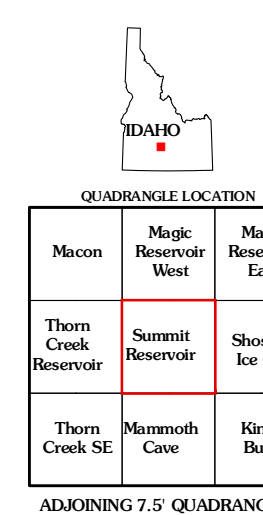 IDAHO
QUADRANGLE LOCATION
Macon
Magic
Reservoir
West
Thorn
Creek
Reservoir
Summit
Reservoir
Ice
Thorn
Creek SE
Mammoth
Cave
ADJOINING 7.5'